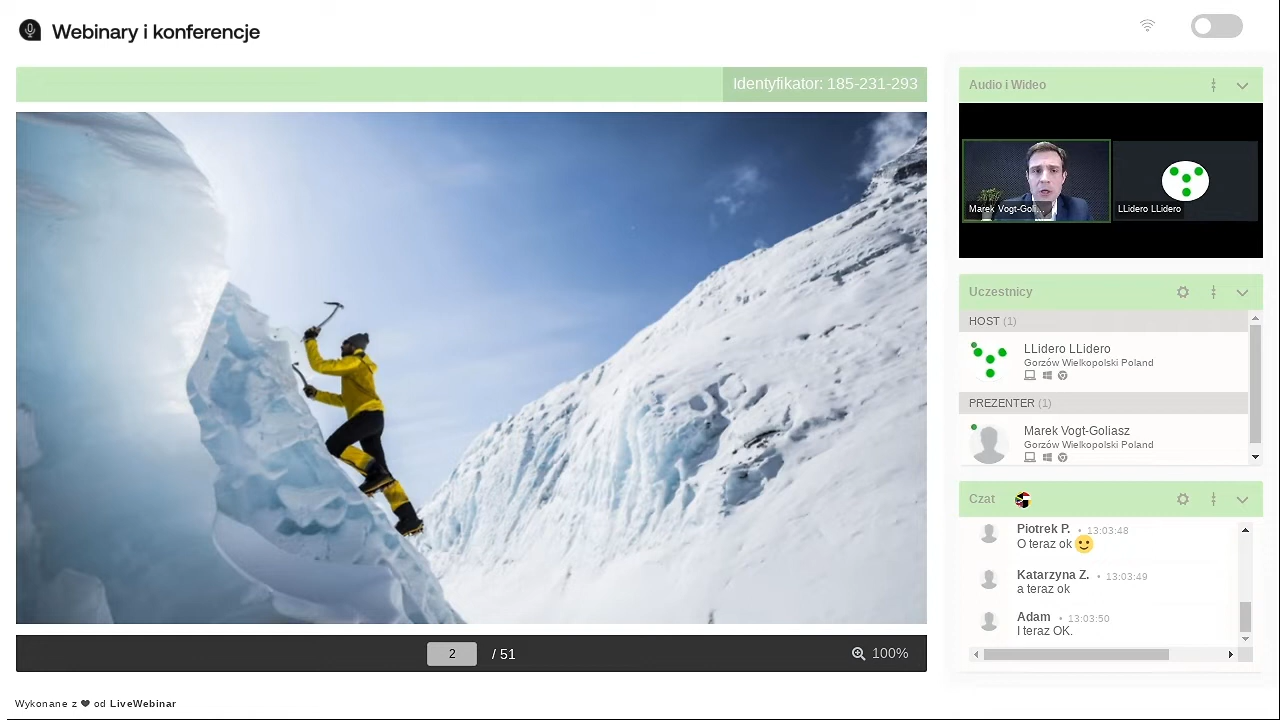 Webinary i konferencje
Identyfikator: 185-231-293
Audio i Wideo
Marek Vogt-Goli...
LLidero LLidero
Uczestnicy
HOST (1)
LLidero LLidero
Gorzów Wielkopolski Poland
PREZENTER (1)
Marek Vogt-Goliasz
Gorzów Wielkopolski Poland
Czat
Piotrek P. • 13:03:48
O teraz ok 🙂
Katarzyna Z. • 13:03:49
a teraz ok
Adam • 13:03:50
I teraz OK.
2 / 51
100%
Wykonane z ❤ od LiveWebinar